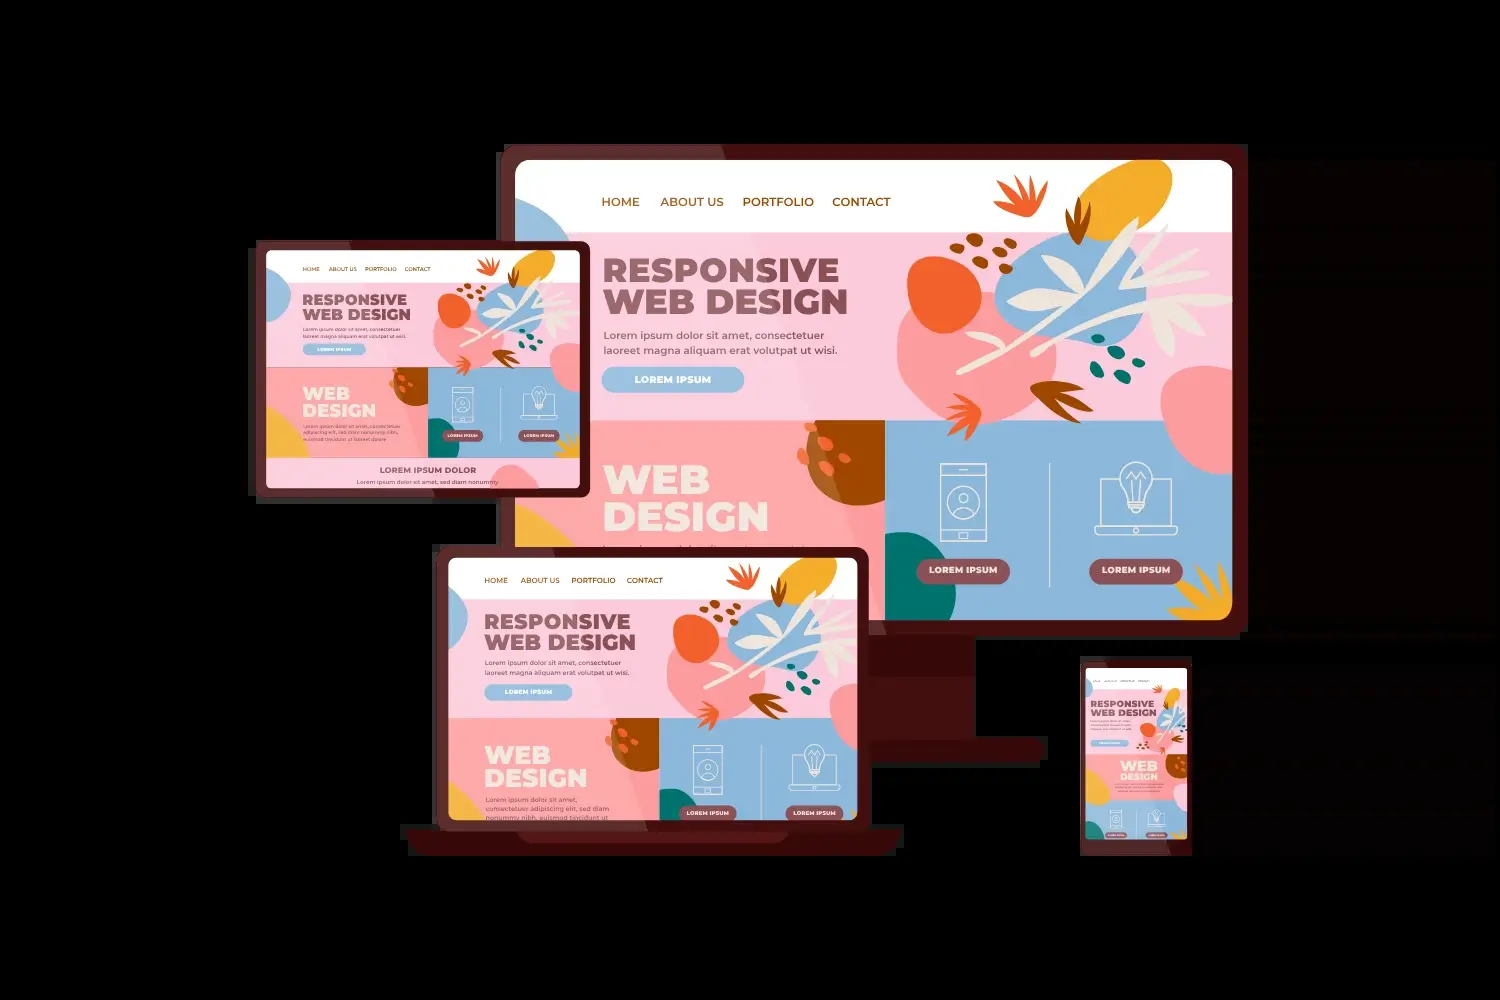 HOME ABOUT US PORTFOLIO CONTACT
RESPONSIVE
WEB DESIGN
Lorem ipsum dolor sit amet, consectetuer
laoreet magna aliquam erat volutpat ut wisi.
LOREM IPSUM
WEB
DESIGN
LOREM IPSUM
LOREM IPSUM
HOME ABOUT US PORTFOLIO CONTACT
RESPONSIVE
WEB DESIGN
Lorem ipsum dolor sit amet, consectetuer
laoreet magna aliquam erat volutpat ut wisi.
LOREM IPSUM
WEB
DESIGN
Lorem ipsum dolor sit amet, consectetuer
adipiscing elit, sed diam nonummy nibh,
euismod tincidunt ut laoreet dolore
LOREM IPSUM
LOREM IPSUM
LOREM IPSUM DOLOR
Lorem ipsum dolor sit amet, sed diam nonummy
HOME ABOUT US PORTFOLIO CONTACT
RESPONSIVE
WEB DESIGN
Lorem ipsum dolor sit amet, consectetuer
laoreet magna aliquam erat volutpat ut wisi.
LOREM IPSUM
WEB
DESIGN
Lorem ipsum dolor sit amet,
consectetuer adipiscing elit, sed diam
nonummy nibh, euismod tincidunt ut
LOREM IPSUM
LOREM IPSUM
RESPONSIVE
WEB DESIGN
WEB
DESIGN